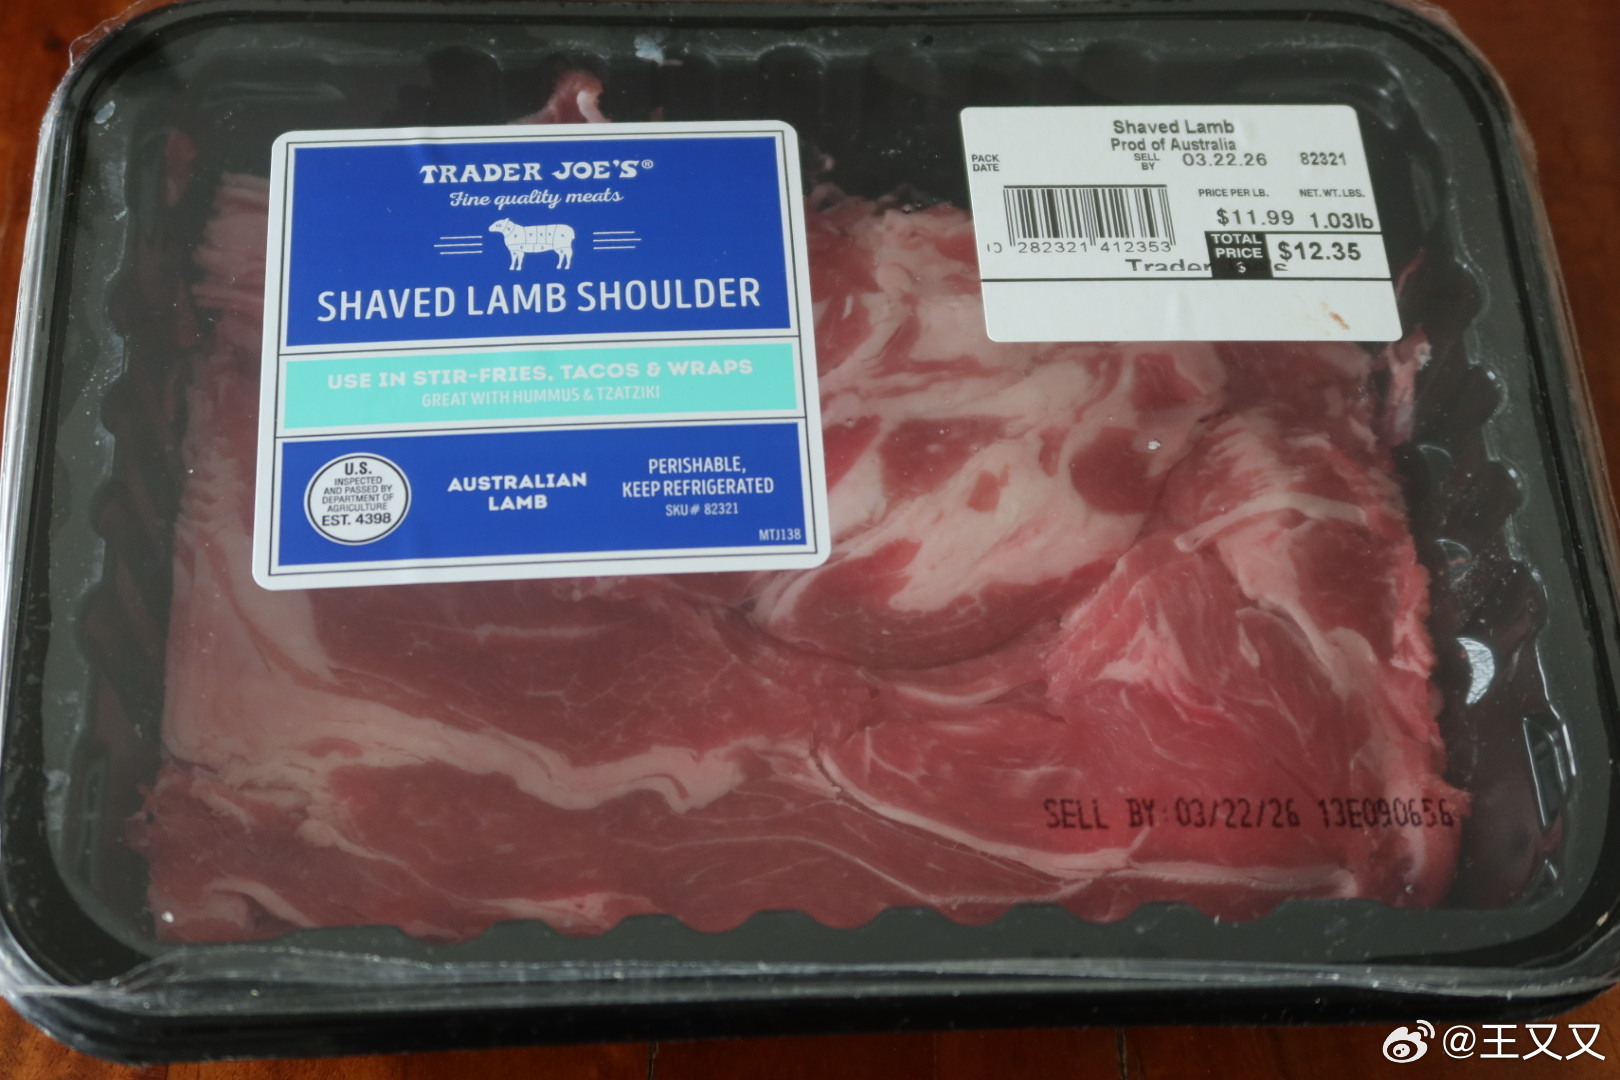 TRADER JOE'S®
Fine quality meats
SHAVED LAMB SHOULDER
USE IN STIR-FRIES, TACOS & WRAPS
GREAT WITH HUMMUS & TZATZIKI
U.S.
INSPECTED
AND PASSED BY
DEPARTMENT OF
AGRICULTURE
EST. 4398
AUSTRALIAN
LAMB
PERISHABLE,
KEEP REFRIGERATED
SKU# 82321
MTJ138
Shaved Lamb
Prod of Australia
PACK DATE
SELL BY 03.22.26 82321
PRICE PER LB. NET. WT. LBS.
$11.99 1.03lb
0 282321 412353
TOTAL PRICE $ $12.35
Trader
SELL BY:03/22/26 13E090656
@王又又